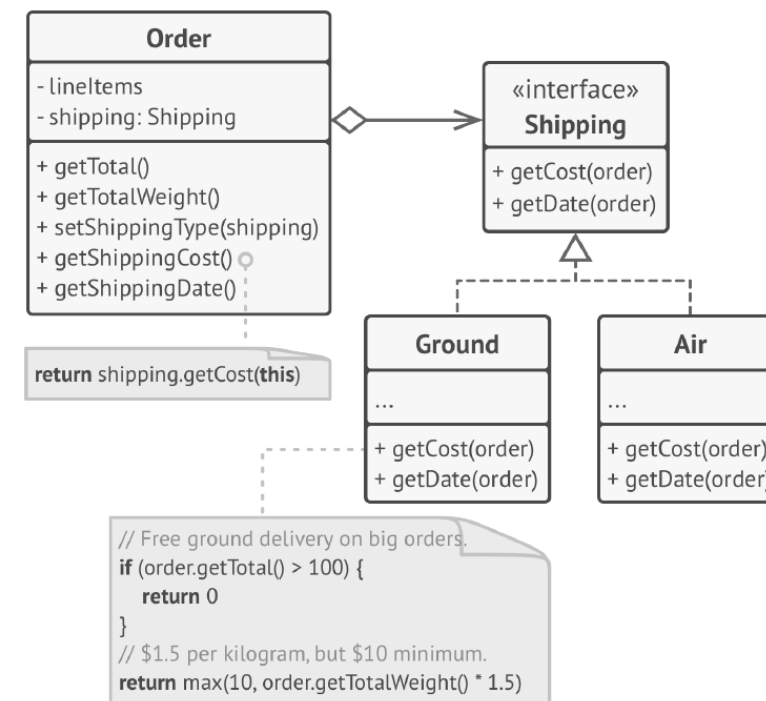 Order
- lineItems
- shipping: Shipping
+ getTotal()
+ getTotalWeight()
+ setShippingType(shipping)
+ getShippingCost()
+ getShippingDate()
return shipping.getCost(this)
«interface»
Shipping
+ getCost(order)
+ getDate(order)
Ground
...
+ getCost(order)
+ getDate(order)
Air
...
+ getCost(order)
+ getDate(order)
// Free ground delivery on big orders.
if (order.getTotal() > 100) {
return 0
}
// $1.5 per kilogram, but $10 minimum.
return max(10, order.getTotalWeight() * 1.5)